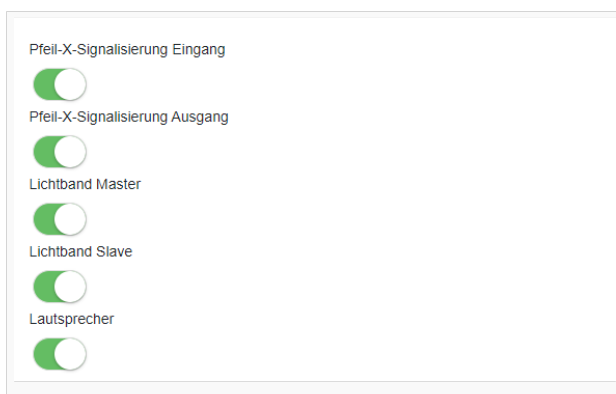 Pfeil-X-Signalisierung Eingang
Pfeil-X-Signalisierung Ausgang
Lichtband Master
Lichtband Slave
Lautsprecher